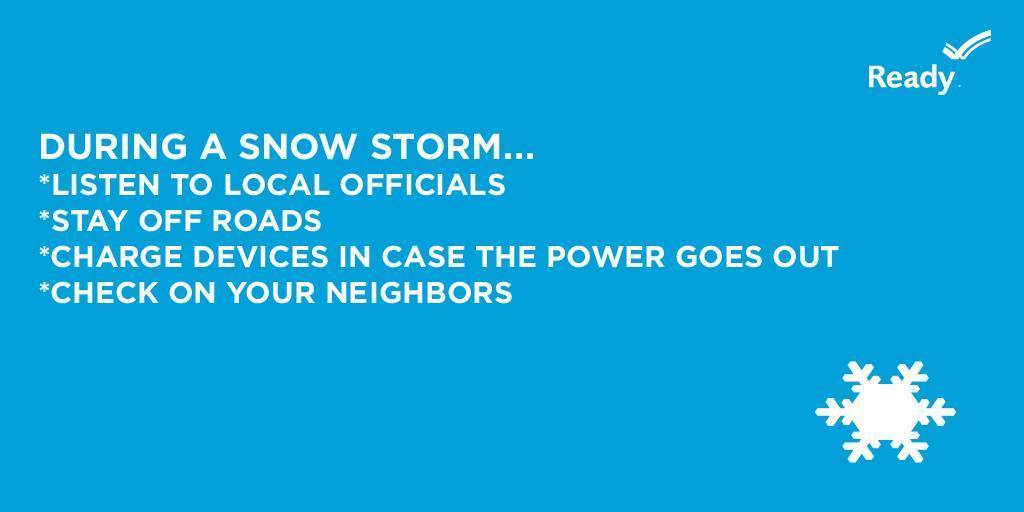 Ready
DURING A SNOW STORM...
*LISTEN TO LOCAL OFFICIALS
*STAY OFF ROADS
*CHARGE DEVICES IN CASE THE POWER GOES OUT
*CHECK ON YOUR NEIGHBORS